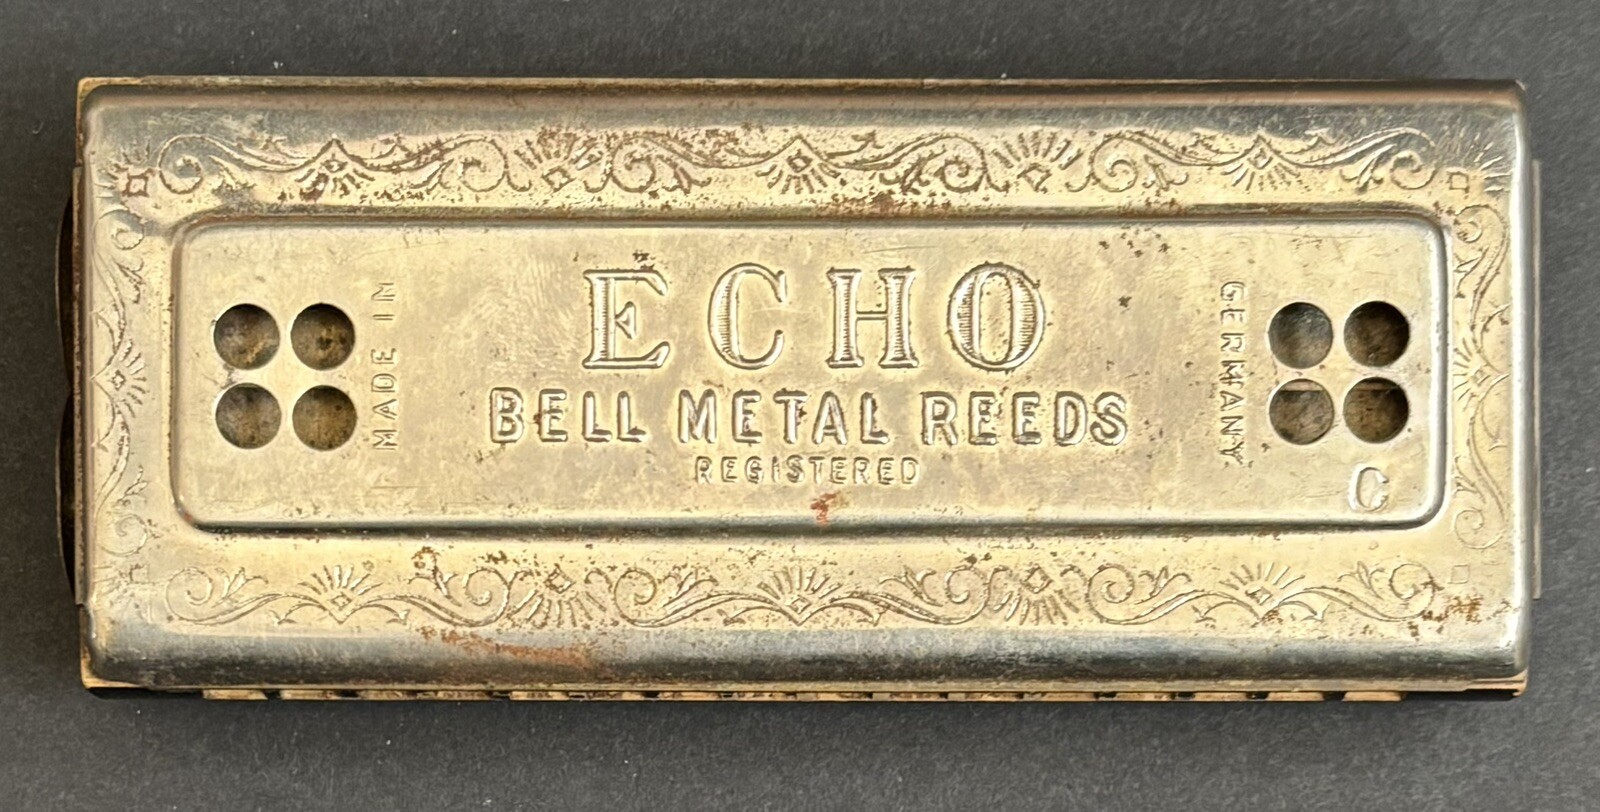 MADE IN
ECHO
BELL METAL REEDS
REGISTERED
GERMANY
C